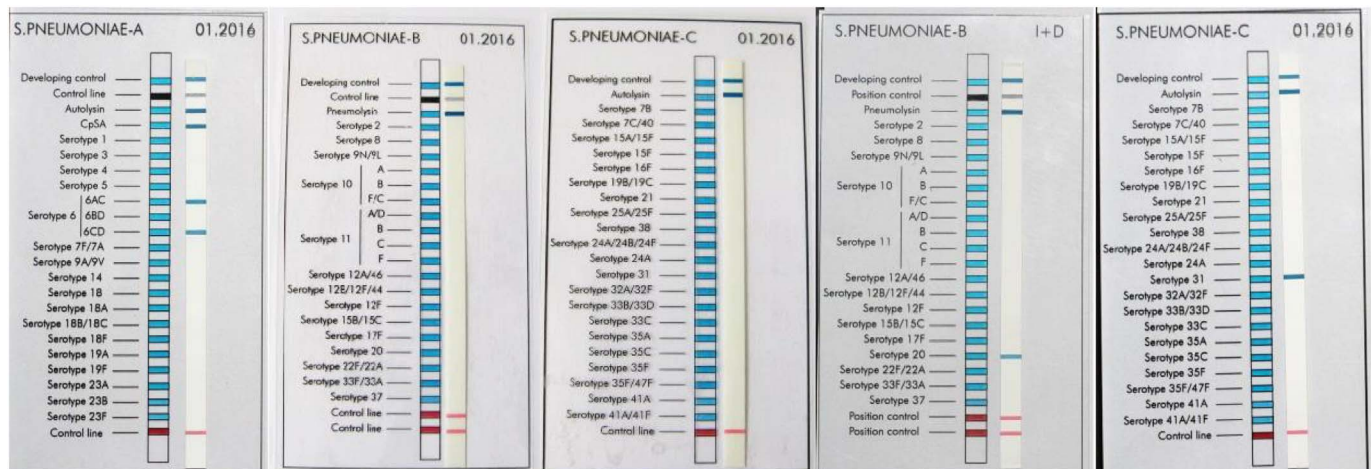 S.PNEUMONIAE-A 01.2016
Developing control
Control line
Autolysin
CpSA
Serotype 1
Serotype 3
Serotype 4
Serotype 5
6AC
Serotype 6 6BD
6CD
Serotype 7F/7A
Serotype 9A/9V
Serotype 14
Serotype 18
Serotype 18A
Serotype 18B/18C
Serotype 18F
Serotype 19A
Serotype 19F
Serotype 23A
Serotype 23B
Serotype 23F
Control line
S.PNEUMONIAE-B 01.2016
Developing control
Control line
Pneumolysin
Serotype 2
Serotype 8
Serotype 9N/9L
A
Serotype 10 B
F/C
A/D
B
Serotype 11
C
F
Serotype 12A/46
Serotype 12B/12F/44
Serotype 12F
Serotype 15B/15C
Serotype 17F
Serotype 20
Serotype 22F/22A
Serotype 33F/33A
Serotype 37
Control line
Control line
S.PNEUMONIAE-C 01.2016
Developing control
Autolysin
Serotype 7B
Serotype 7C/40
Serotype 15A/15F
Serotype 15F
Serotype 16F
Serotype 19B/19C
Serotype 21
Serotype 25A/25F
Serotype 38
Serotype 24A/24B/24F
Serotype 24A
Serotype 31
Serotype 32A/32F
Serotype 33B/33D
Serotype 33C
Serotype 35A
Serotype 35C
Serotype 35F
Serotype 35F/47F
Serotype 41A
Serotype 41A/41F
Control line
S.PNEUMONIAE-B I+D
Developing control
Position control
Pneumolysin
Serotype 2
Serotype 8
Serotype 9N/9L
A
Serotype 10 B
F/C
A/D
B
Serotype 11
C
F
Serotype 12A/46
Serotype 12B/12F/44
Serotype 12F
Serotype 15B/15C
Serotype 17F
Serotype 20
Serotype 22F/22A
Serotype 33F/33A
Serotype 37
Position control
Position control
S.PNEUMONIAE-C 01.2016
Developing control
Autolysin
Serotype 7B
Serotype 7C/40
Serotype 15A/15F
Serotype 15F
Serotype 16F
Serotype 19B/19C
Serotype 21
Serotype 25A/25F
Serotype 38
Serotype 24A/24B/24F
Serotype 24A
Serotype 31
Serotype 32A/32F
Serotype 33B/33D
Serotype 33C
Serotype 35A
Serotype 35C
Serotype 35F
Serotype 35F/47F
Serotype 41A
Serotype 41A/41F
Control line